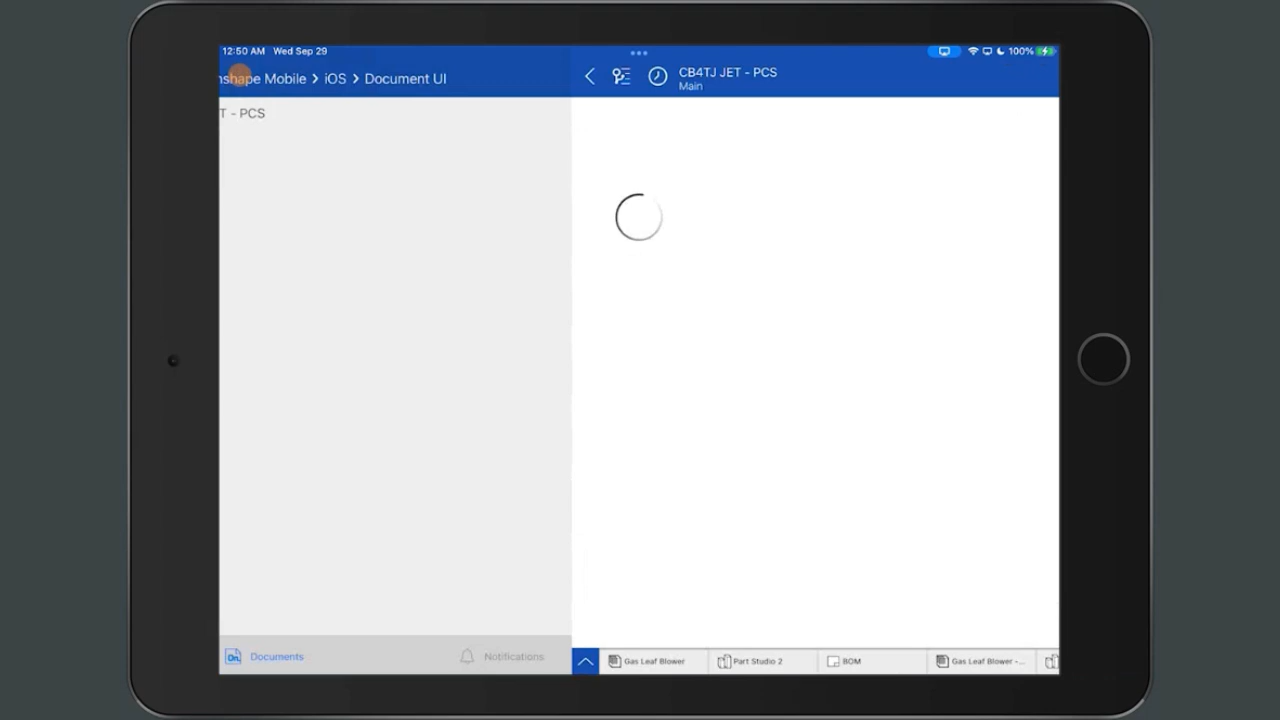 12:50 AM Wed Sep 29
100%
nshape Mobile > iOS > Document UI
CB4TJ JET - PCS
Main
T - PCS
Documents
Notifications
Gas Leaf Blower
Part Studio 2
BOM
Gas Leaf Blower -...